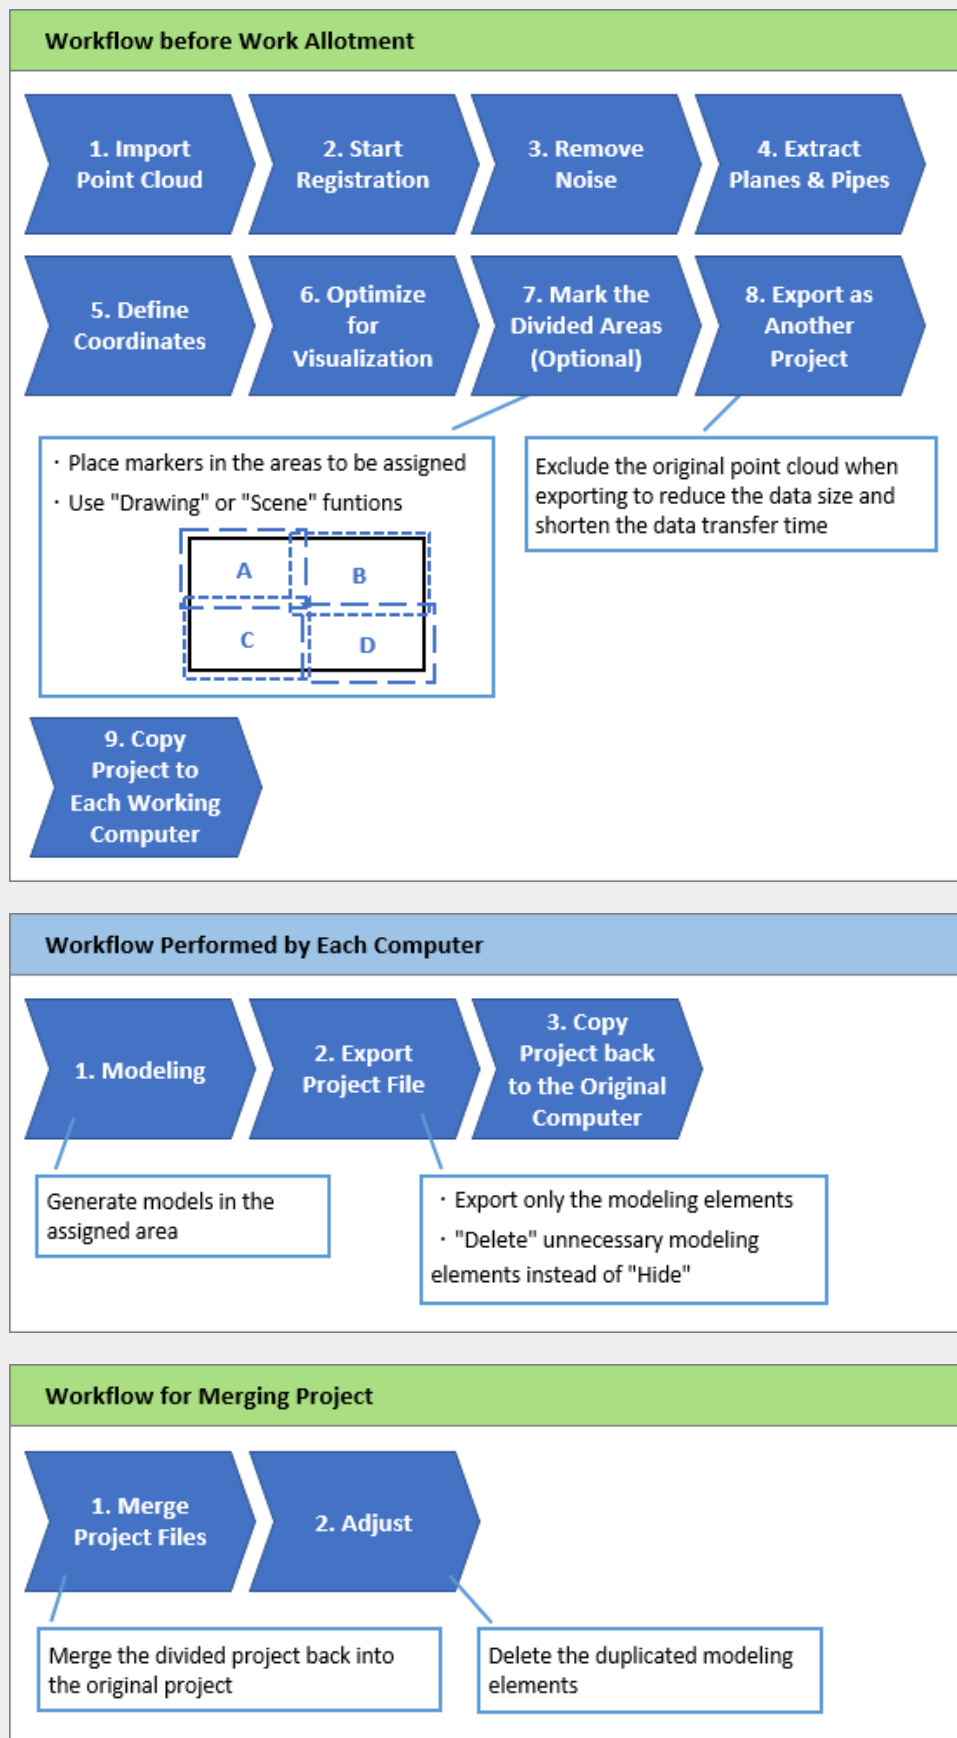 Workflow before Work Allotment
1. Import
Point Cloud
2. Start
Registration
3. Remove
Noise
4. Extract
Planes & Pipes
5. Define
Coordinates
6. Optimize
for
Visualization
7. Mark the
Divided Areas
(Optional)
8. Export as
Another
Project
・Place markers in the areas to be assigned
・Use "Drawing" or "Scene" funtions
A
B
C
D
Exclude the original point cloud when
exporting to reduce the data size and
shorten the data transfer time
9. Copy
Project to
Each Working
Computer
Workflow Performed by Each Computer
1. Modeling
2. Export
Project File
3. Copy
Project back
to the Original
Computer
Generate models in the
assigned area
・Export only the modeling elements
・"Delete" unnecessary modeling
elements instead of "Hide"
Workflow for Merging Project
1. Merge
Project Files
2. Adjust
Merge the divided project back into
the original project
Delete the duplicated modeling
elements